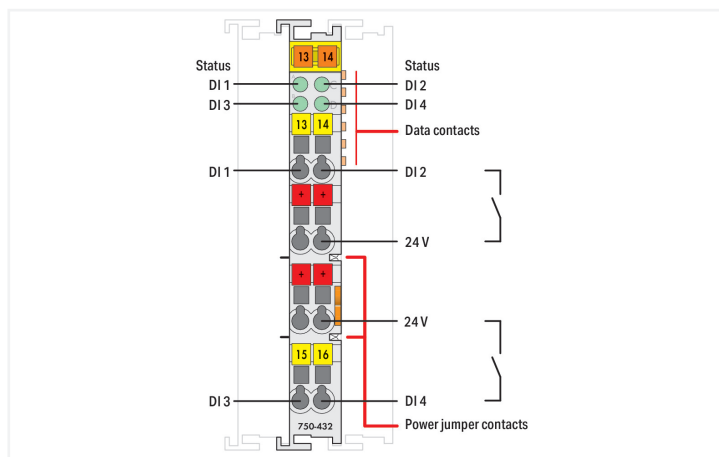 13 14
Status Status
DI 1 DI 2
DI 3 DI 4
13 14
Data contacts
DI 1 DI 2
+ +
24 V
+ +
24 V
15 16
DI 3 DI 4
750-432
Power jumper contacts